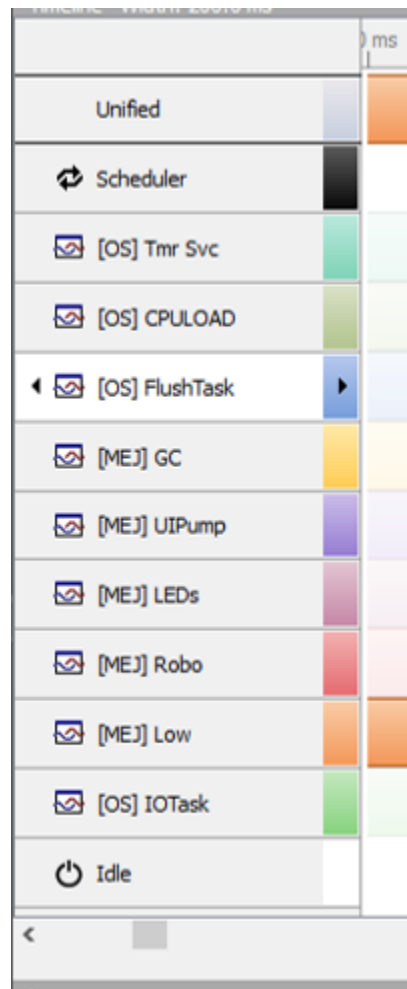 ms
Unified
Scheduler
[OS] Tmr Svc
[OS] CPULOAD
[OS] FlushTask
[MEJ] GC
[MEJ] UIPump
[MEJ] LEDs
[MEJ] Robo
[MEJ] Low
[OS] IOTask
Idle